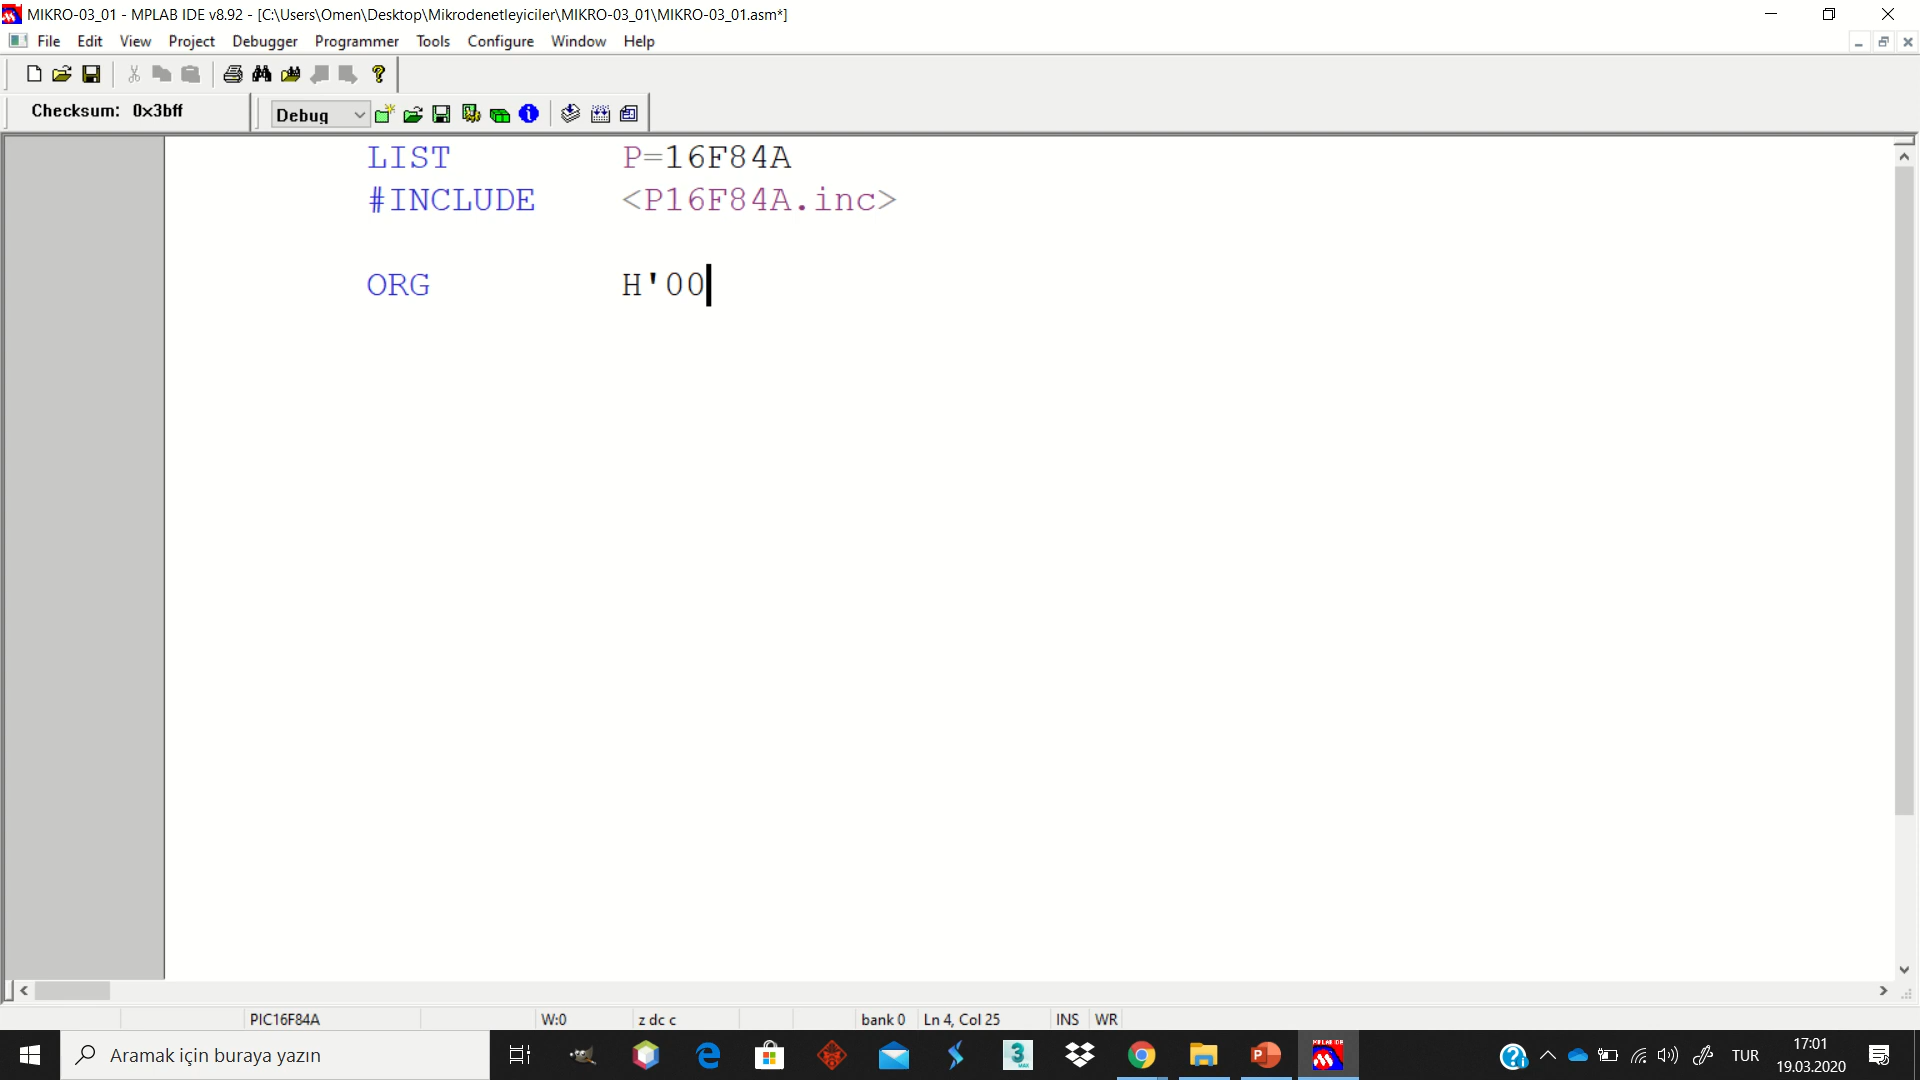 MIKRO-03_01 - MPLAB IDE v8.92 - [C:\Users\Omen\Desktop\Mikrodenetleyiciler\MIKRO-03_01\MIKRO-03_01.asm*]
File Edit View Project Debugger Programmer Tools Configure Window Help
Checksum: 0x3bff Debug
LIST P=16F84A
#INCLUDE <P16F84A.inc>
ORG H'00
PIC16F84A W:0 z dc c bank 0 Ln 4, Col 25 INS WR
Aramak için buraya yazın
TUR
17:01
19.03.2020